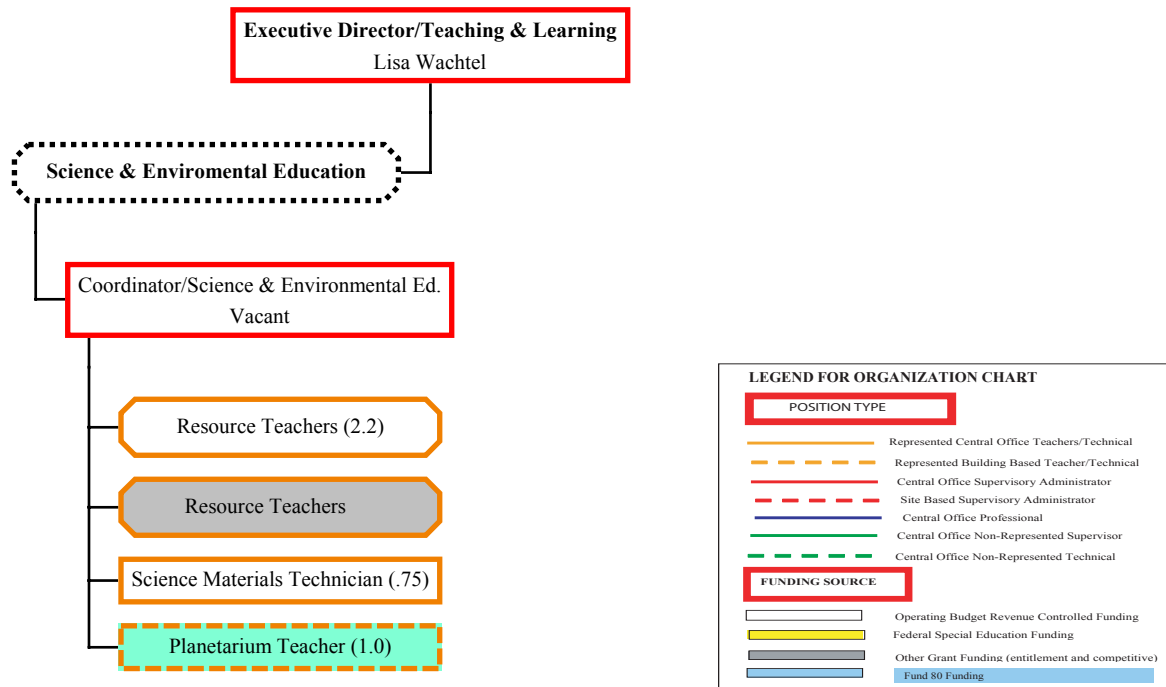 Executive Director/Teaching & Learning
Lisa Wachtel
Science & Enviromental Education
Coordinator/Science & Environmental Ed.
Vacant
Resource Teachers (2.2)
Resource Teachers
Science Materials Technician (.75)
Planetarium Teacher (1.0)
LEGEND FOR ORGANIZATION CHART
POSITION TYPE
Represented Central Office Teachers/Technical
Represented Building Based Teacher/Technical
Central Office Supervisory Administrator
Site Based Supervisory Administrator
Central Office Professional
Central Office Non-Represented Supervisor
Central Office Non-Represented Technical
FUNDING SOURCE
Operating Budget Revenue Controlled Funding
Federal Special Education Funding
Other Grant Funding (entitlement and competitive)
Fund 80 Funding